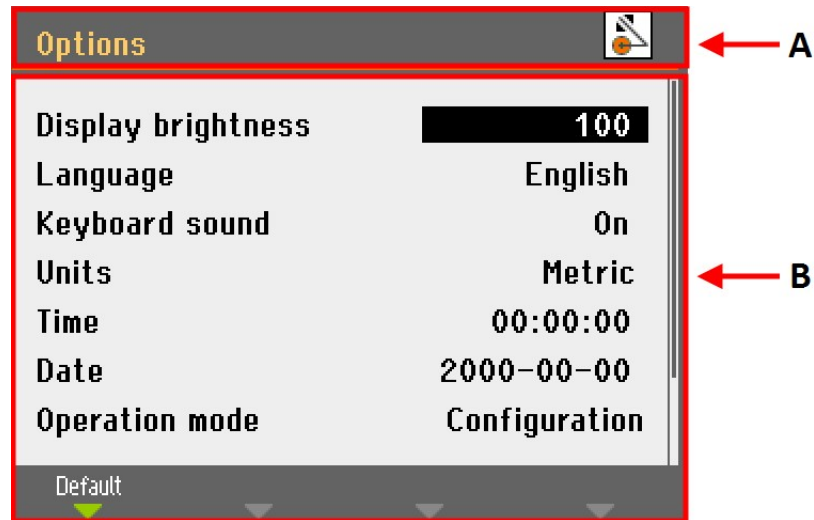 Options
A
Display brightness 100
Language English
Keyboard sound On
Units Metric
B
Time 00:00:00
Date 2000-00-00
Operation mode Configuration
Default